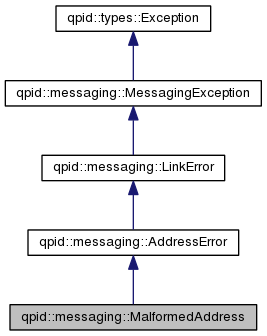 qpid::types::Exception
qpid::messaging::MessagingException
qpid::messaging::LinkError
qpid::messaging::AddressError
qpid::messaging::MalformedAddress